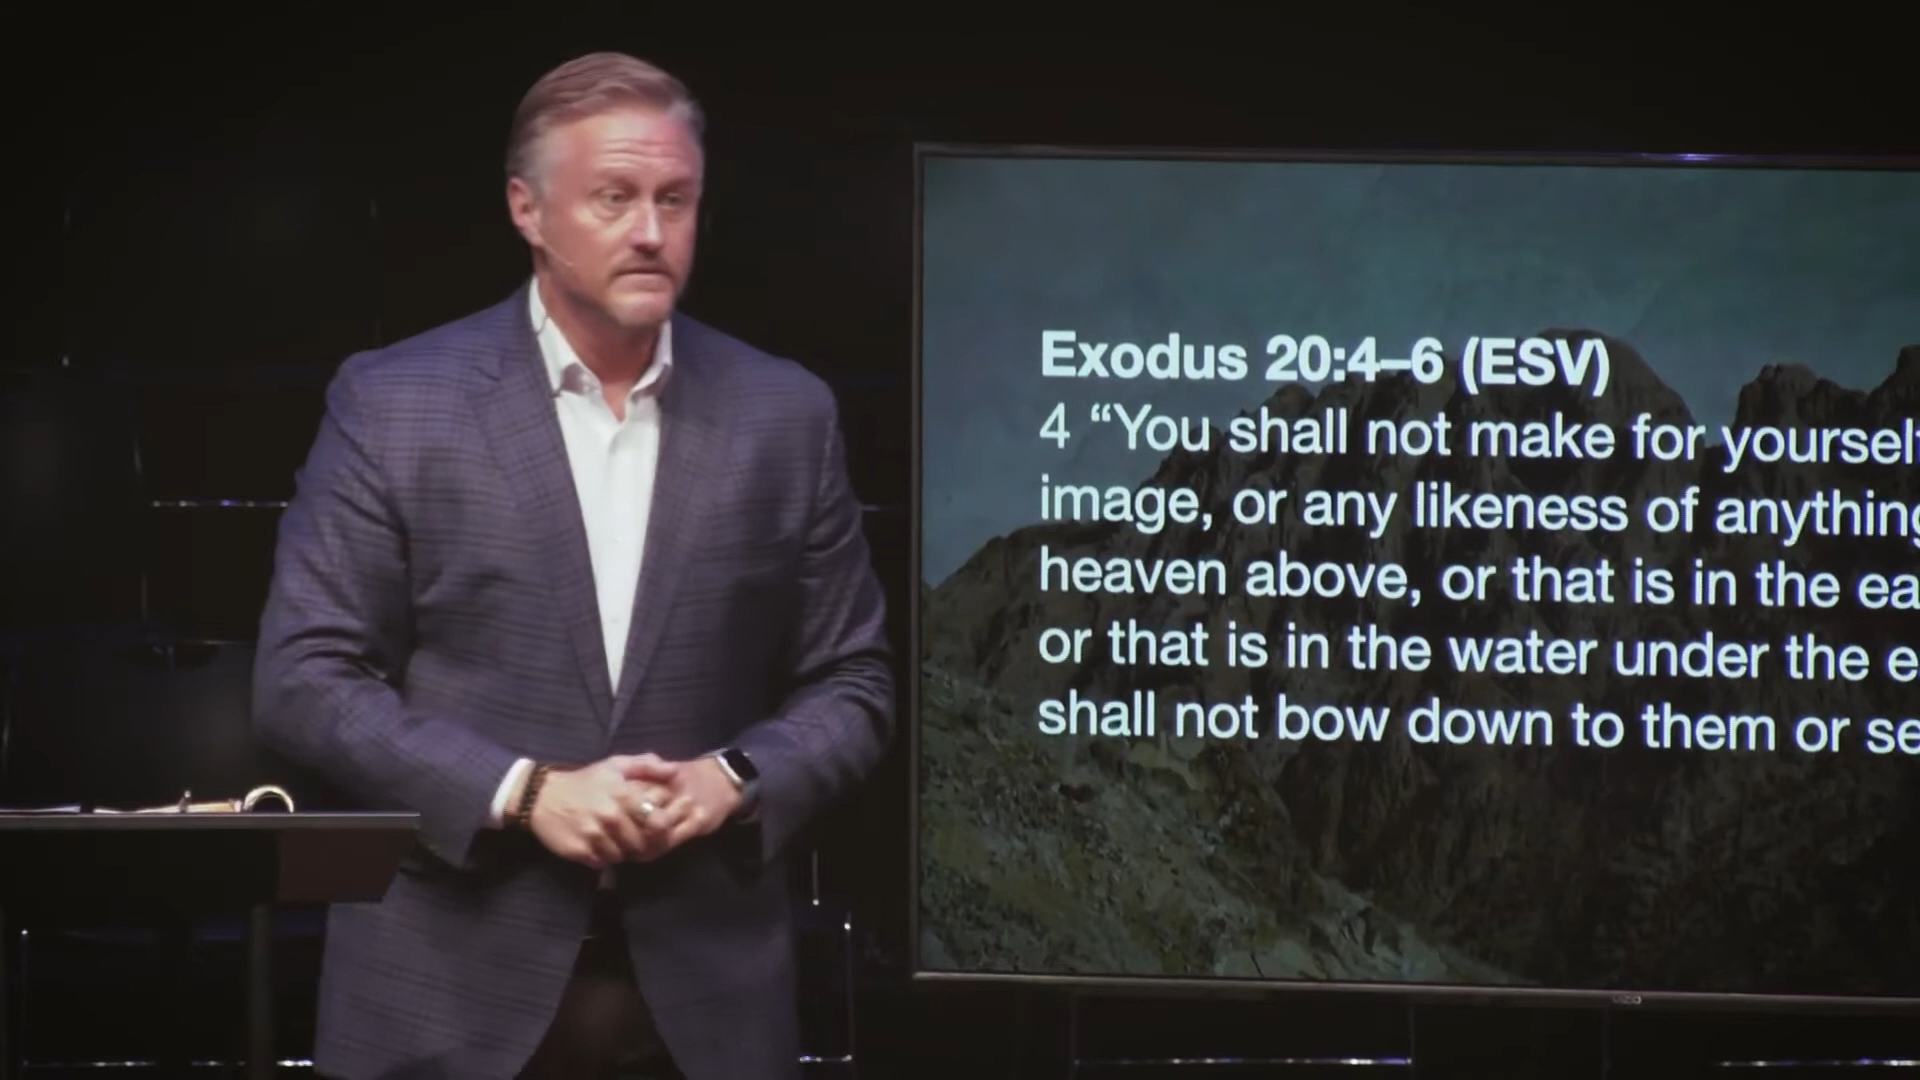 Exodus 20:4–6 (ESV)
4 “You shall not make for yourself
image, or any likeness of anything
heaven above, or that is in the ea
or that is in the water under the e
shall not bow down to them or se
VIZIO